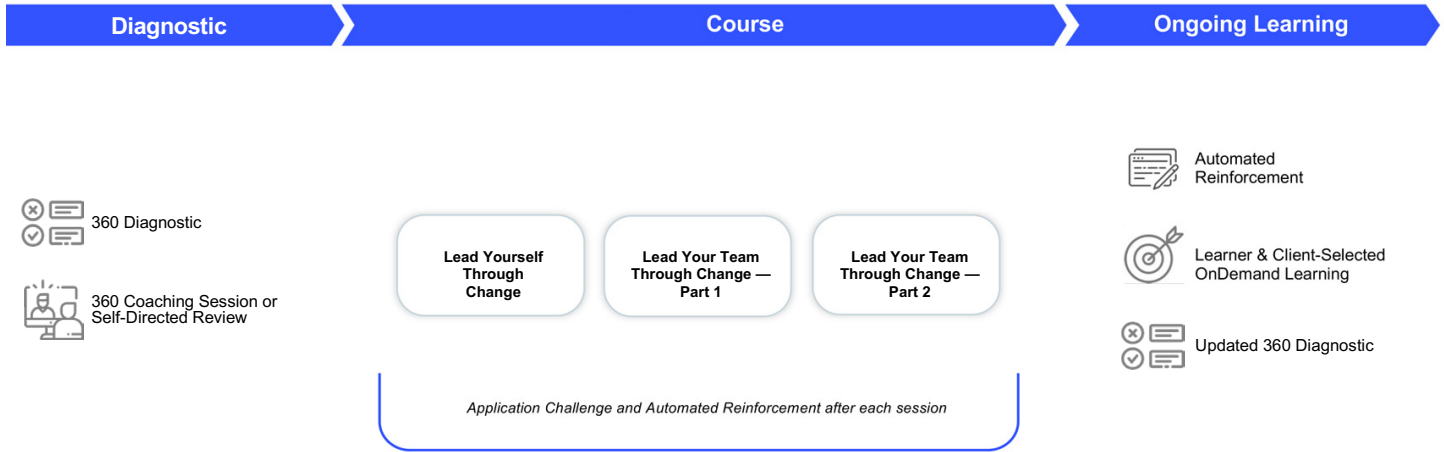 Diagnostic
Course
Ongoing Learning
360 Diagnostic
360 Coaching Session or
Self-Directed Review
Lead Yourself
Through
Change
Lead Your Team
Through Change —
Part 1
Lead Your Team
Through Change —
Part 2
Application Challenge and Automated Reinforcement after each session
Automated
Reinforcement
Learner & Client-Selected
OnDemand Learning
Updated 360 Diagnostic